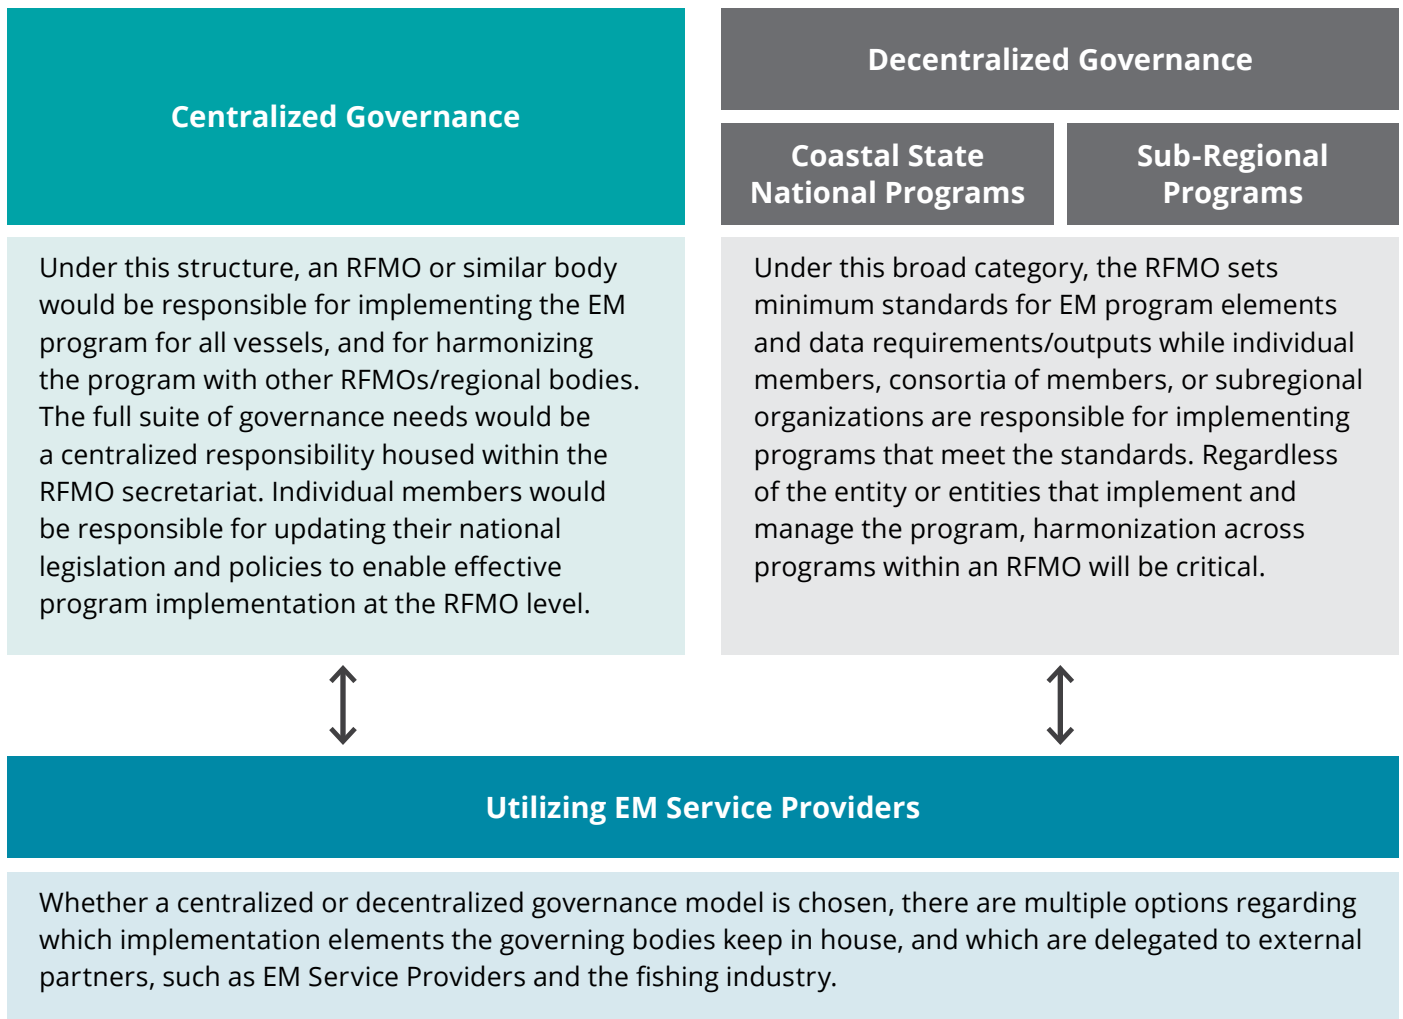 Centralized Governance
Under this structure, an RFMO or similar body
would be responsible for implementing the EM
program for all vessels, and for harmonizing
the program with other RFMOs/regional bodies.
The full suite of governance needs would be
a centralized responsibility housed within the
RFMO secretariat. Individual members would
be responsible for updating their national
legislation and policies to enable effective
program implementation at the RFMO level.
Decentralized Governance
Coastal State
National Programs
Sub-Regional
Programs
Under this broad category, the RFMO sets
minimum standards for EM program elements
and data requirements/outputs while individual
members, consortia of members, or subregional
organizations are responsible for implementing
programs that meet the standards. Regardless
of the entity or entities that implement and
manage the program, harmonization across
programs within an RFMO will be critical.
Utilizing EM Service Providers
Whether a centralized or decentralized governance model is chosen, there are multiple options regarding
which implementation elements the governing bodies keep in house, and which are delegated to external
partners, such as EM Service Providers and the fishing industry.